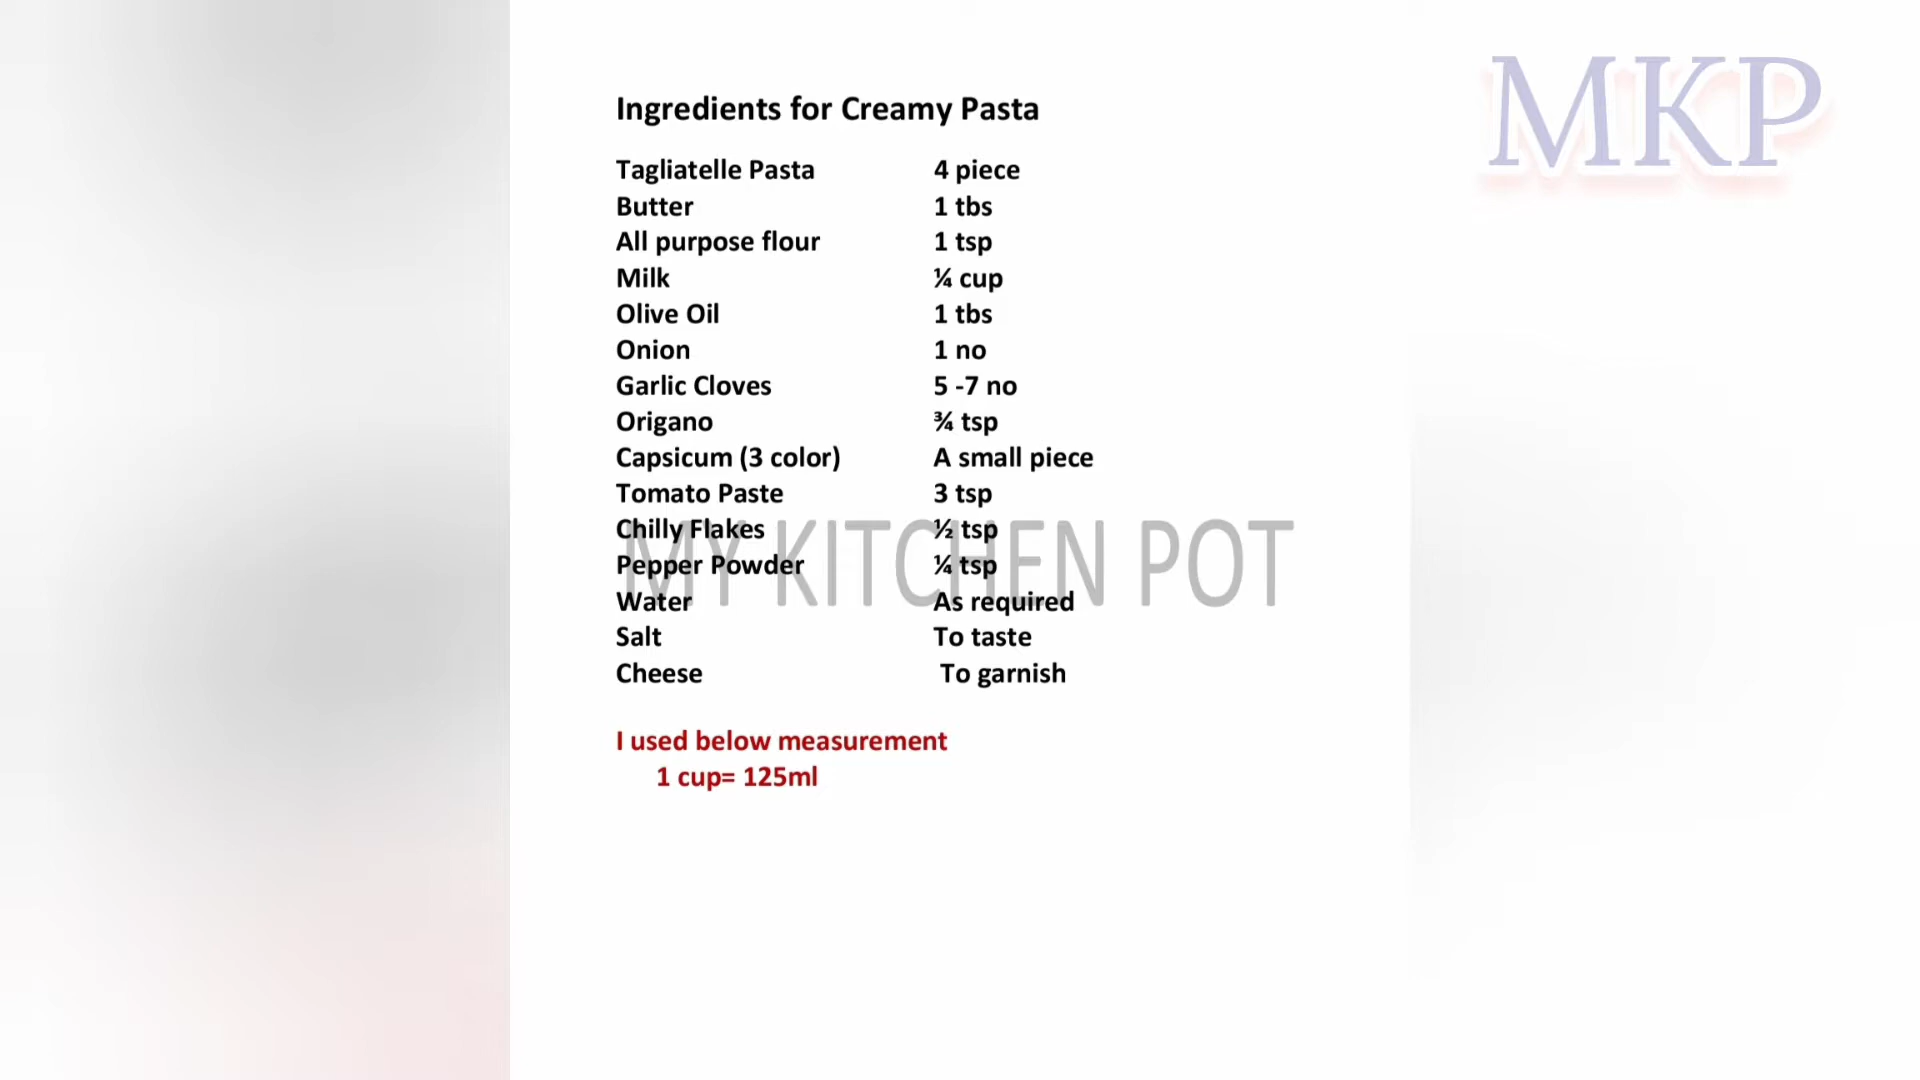 MKP
Ingredients for Creamy Pasta
Tagliatelle Pasta 4 piece
Butter 1 tbs
All purpose flour 1 tsp
Milk ¼ cup
Olive Oil 1 tbs
Onion 1 no
Garlic Cloves 5 -7 no
Origano ¾ tsp
Capsicum (3 color) A small piece
Tomato Paste 3 tsp
Chilly Flakes ½ tsp
Pepper Powder ¼ tsp
MY KITCHEN POT
Water As required
Salt To taste
Cheese To garnish
I used below measurement
1 cup= 125ml